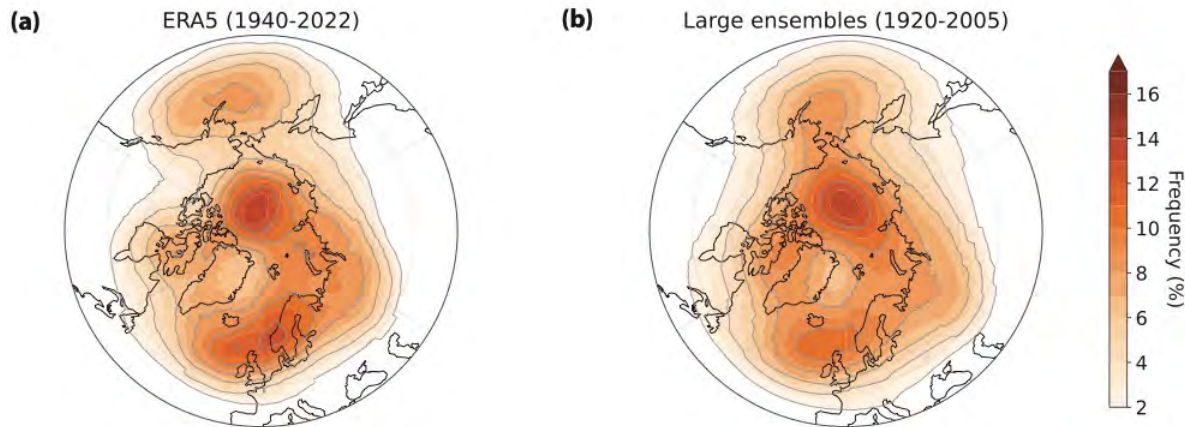 (a)
ERA5 (1940-2022)
(b)
Large ensembles (1920-2005)
16
14
12
10
8
6
4
2
Frequency (%)